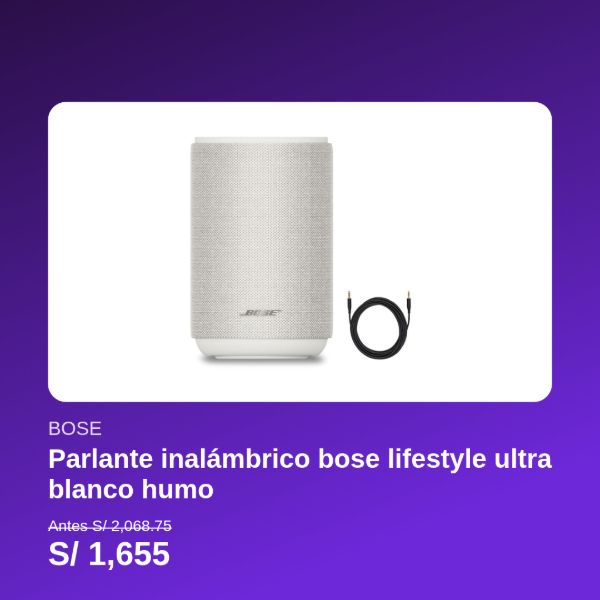 BOSE
BOSE
Parlante inalámbrico bose lifestyle ultra
blanco humo
Antes S/ 2,068.75
S/ 1,655